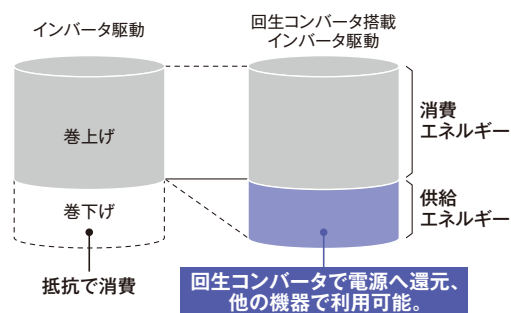 インバータ駆動
回生コンバータ搭載
インバータ駆動
巻上げ
巻下げ
消費
エネルギー
供給
エネルギー
抵抗で消費
回生コンバータで電源へ還元、
他の機器で利用可能。